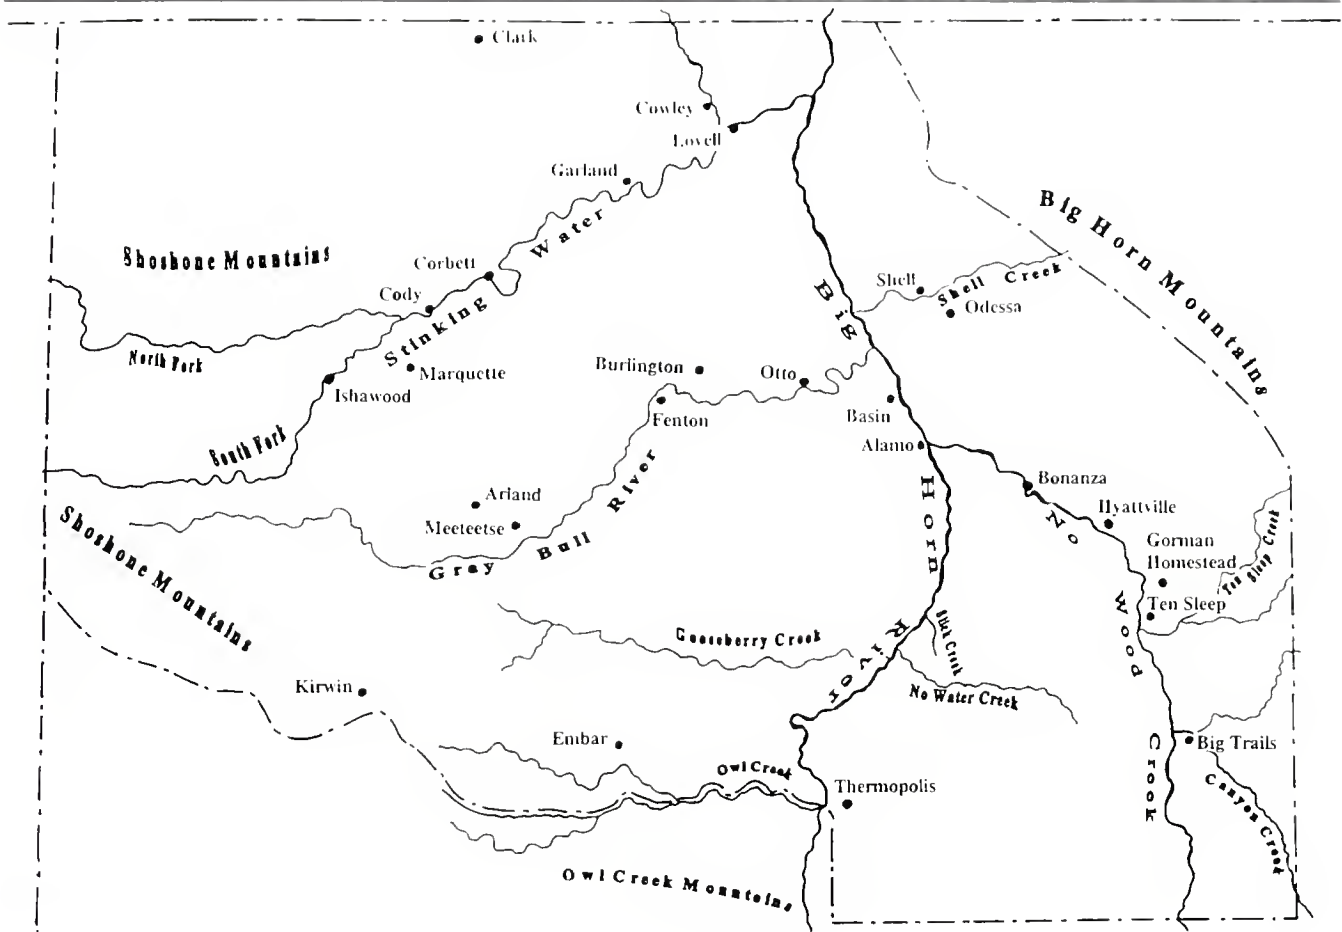 Clark
Cowley
Lovell
Garland
Big Horn Mountains
Stinking Water
Shoshone Mountains
Corbett
Cody
Shell
Shell Creek
Odessa
North Fork
Marquette
Ishawood
Burlington
Otto
Fenton
Basin
Alamo
Big Horn River
South Fork
Bonanza
Arland
Meeteetse
Gray Bull River
Hyattville
No Wood Creek
Gorman
Homestead
Ten Sleep Creek
Ten Sleep
Shoshone Mountains
Gooseberry Creek
Slick Creek
No Water Creek
Kirwin
Embar
Owl Creek
Big Trails
Canyon Creek
Thermopolis
Owl Creek Mountains